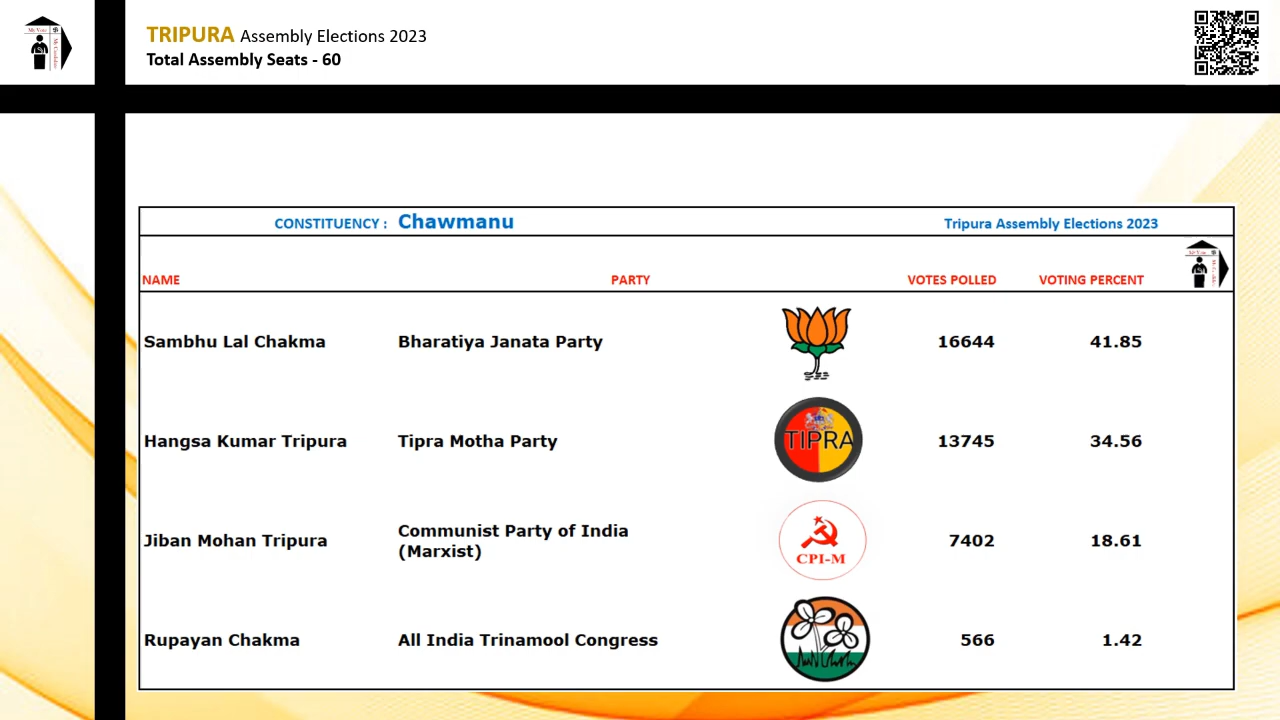 TRIPURA Assembly Elections 2023
Total Assembly Seats - 60
CONSTITUENCY : Chawmanu Tripura Assembly Elections 2023
NAME PARTY VOTES POLLED VOTING PERCENT
Sambhu Lal Chakma Bharatiya Janata Party 16644 41.85
Hangsa Kumar Tripura Tipra Motha Party TIPRA 13745 34.56
Jiban Mohan Tripura Communist Party of India (Marxist) CPI-M 7402 18.61
Rupayan Chakma All India Trinamool Congress 566 1.42